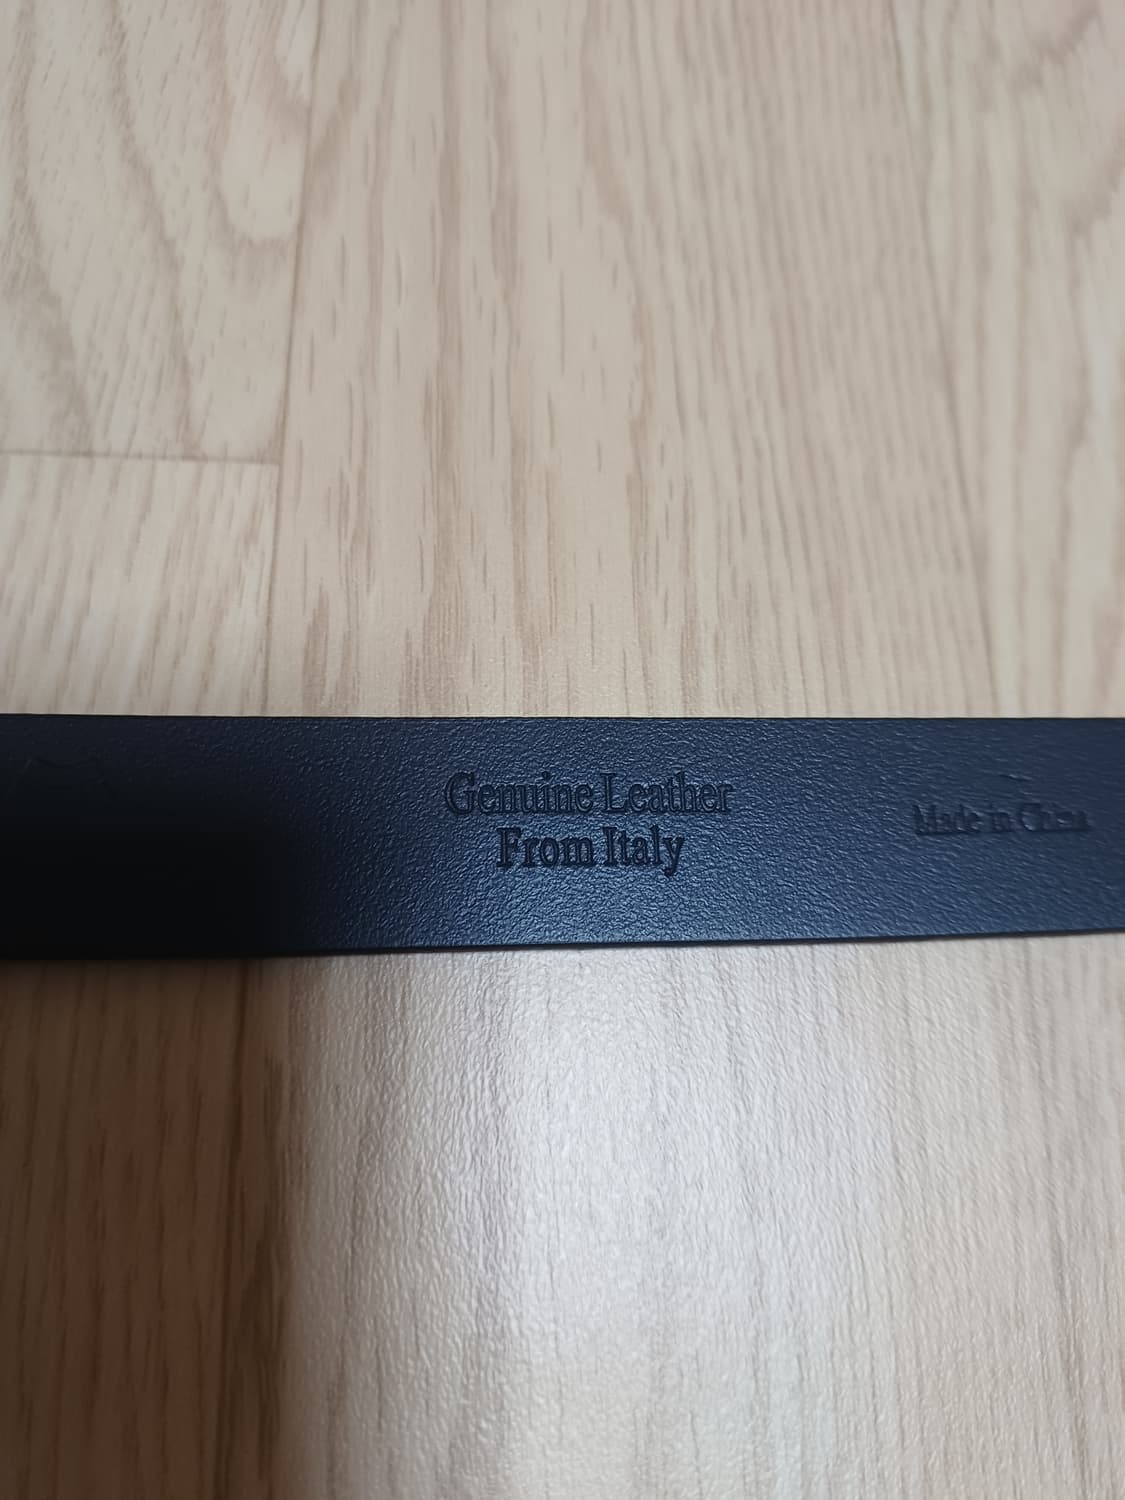 Genuine Leather
From Italy
Made in China